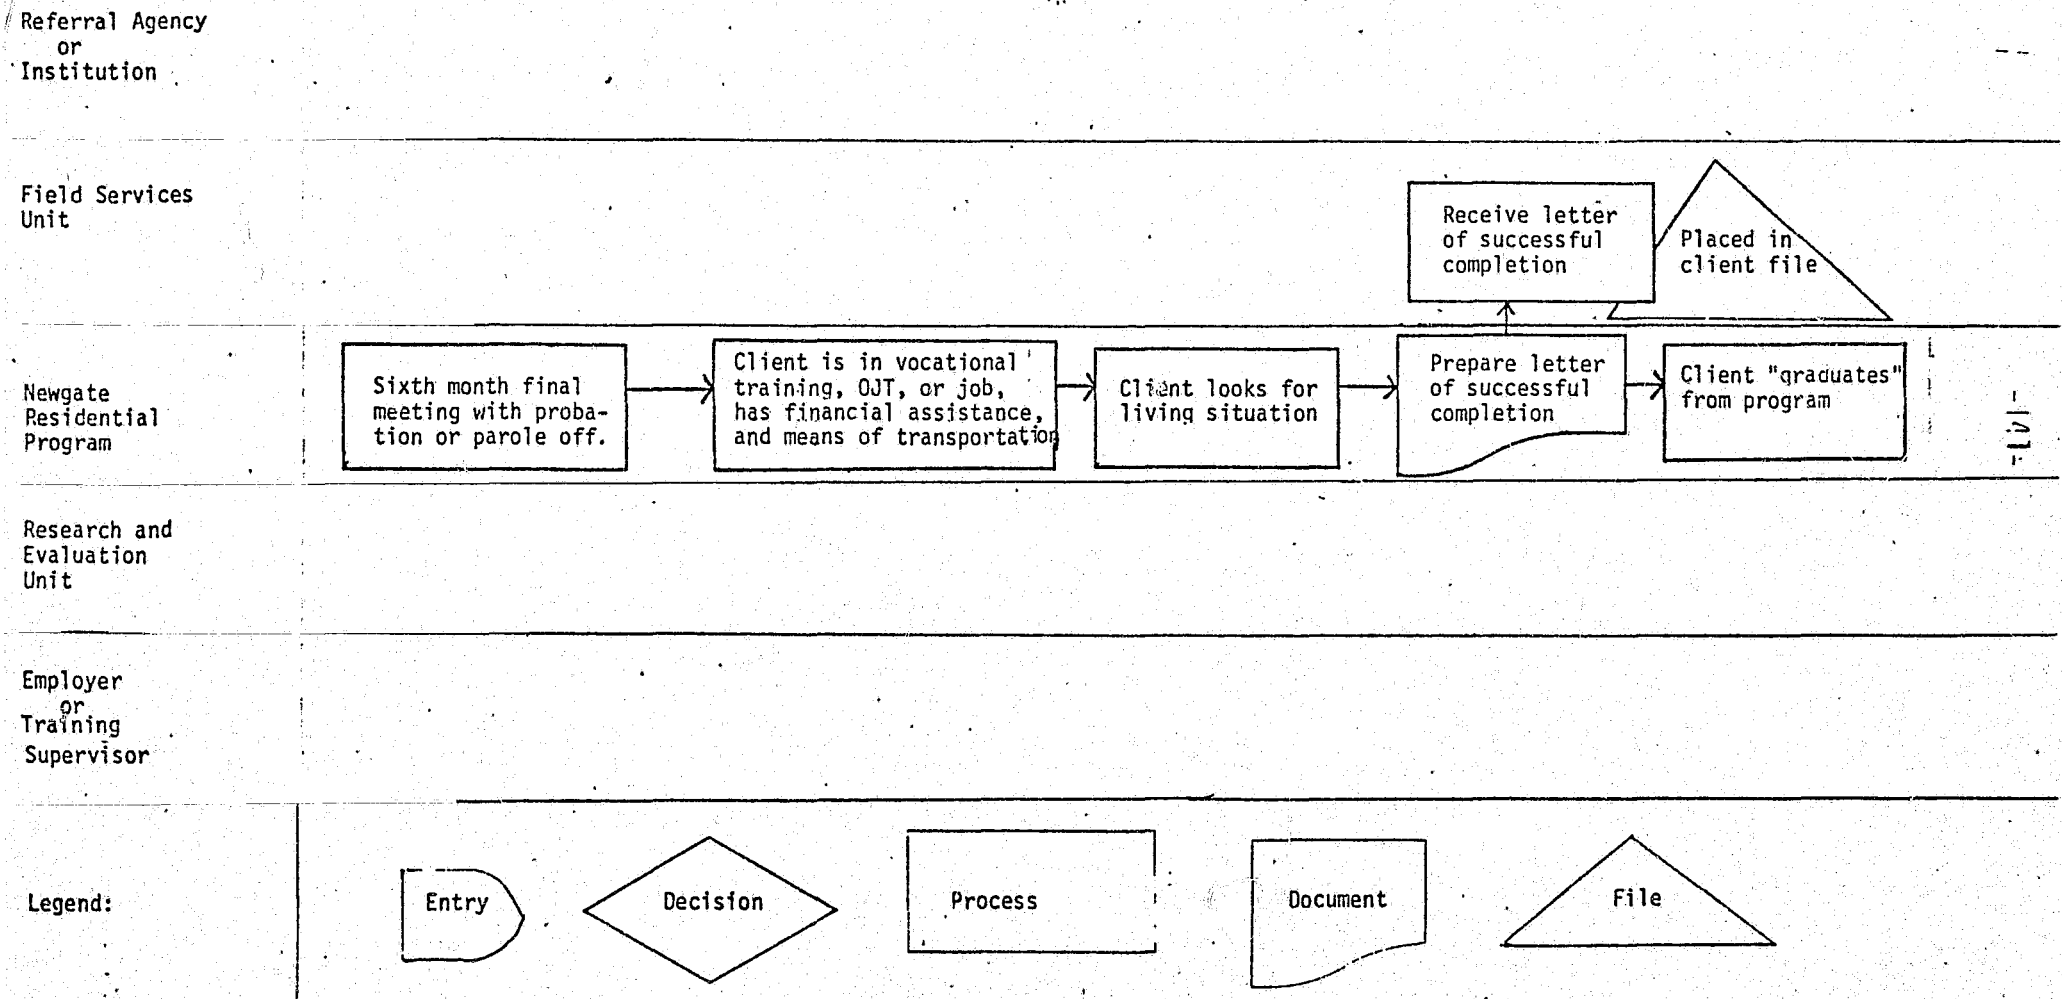 Referral Agency
or
Institution
Field Services
Unit
Receive letter
of successful
completion
Placed in
client file
Newgate
Residential
Program
Sixth month final
meeting with proba-
tion or parole off.
Client is in vocational
training, OJT, or job,
has financial assistance,
and means of transportation
Client looks for
living situation
Prepare letter
of successful
completion
Client "graduates"
from program
Research and
Evaluation
Unit
Employer
or
Training
Supervisor
Legend:
Entry
Decision
Process
Document
File